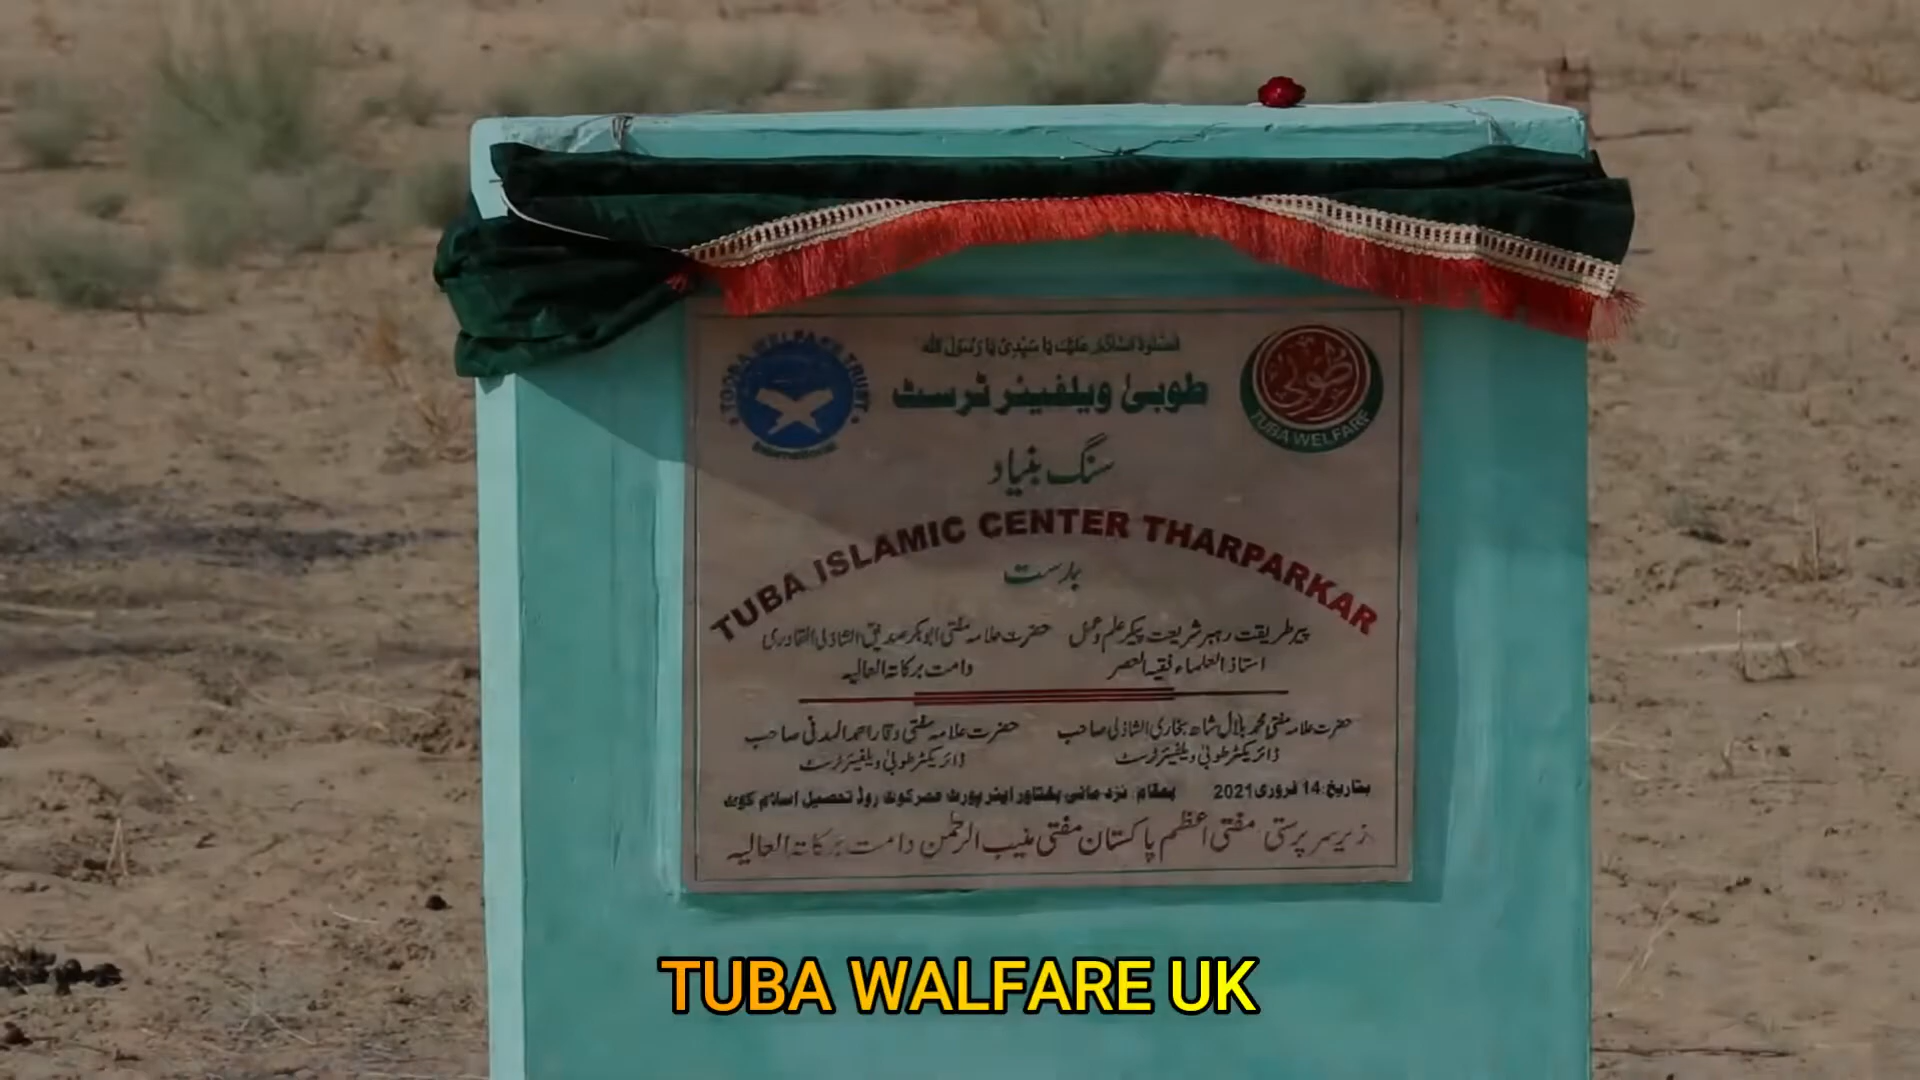 الصلوٰۃ والسلام علیک یا سیدی یا رسول اللہ
TOOBA WELFARE TRUST
طوبیٰ ویلفیئر ٹرسٹ
طوبیٰ
TUBA WELFARE
سنگ بنیاد
TUBA ISLAMIC CENTER THARPARKAR
بدست
پیر طریقت رہبر شریعت پیکر علم و عمل حضرت علامہ مفتی ابوبکر صدیق الشاذلی القادری
استاذ العلماء فقیہ العصر دامت برکاتہ العالیہ
حضرت علامہ مفتی محمد بلال شاہ بخاری الشاذلی صاحب حضرت علامہ مفتی وقار احمد المدنی صاحب
ڈائریکٹر طوبیٰ ویلفیئر ٹرسٹ ڈائریکٹر طوبیٰ ویلفیئر ٹرسٹ
بتاریخ: 14 فروری 2021 بمقام: نزد مائی بختاور ایئر پورٹ عمرکوٹ روڈ تحصیل اسلام کوٹ
زیر سرپرستی مفتی اعظم پاکستان مفتی منیب الرحمٰن دامت برکاتہ العالیہ
TUBA WALFARE UK